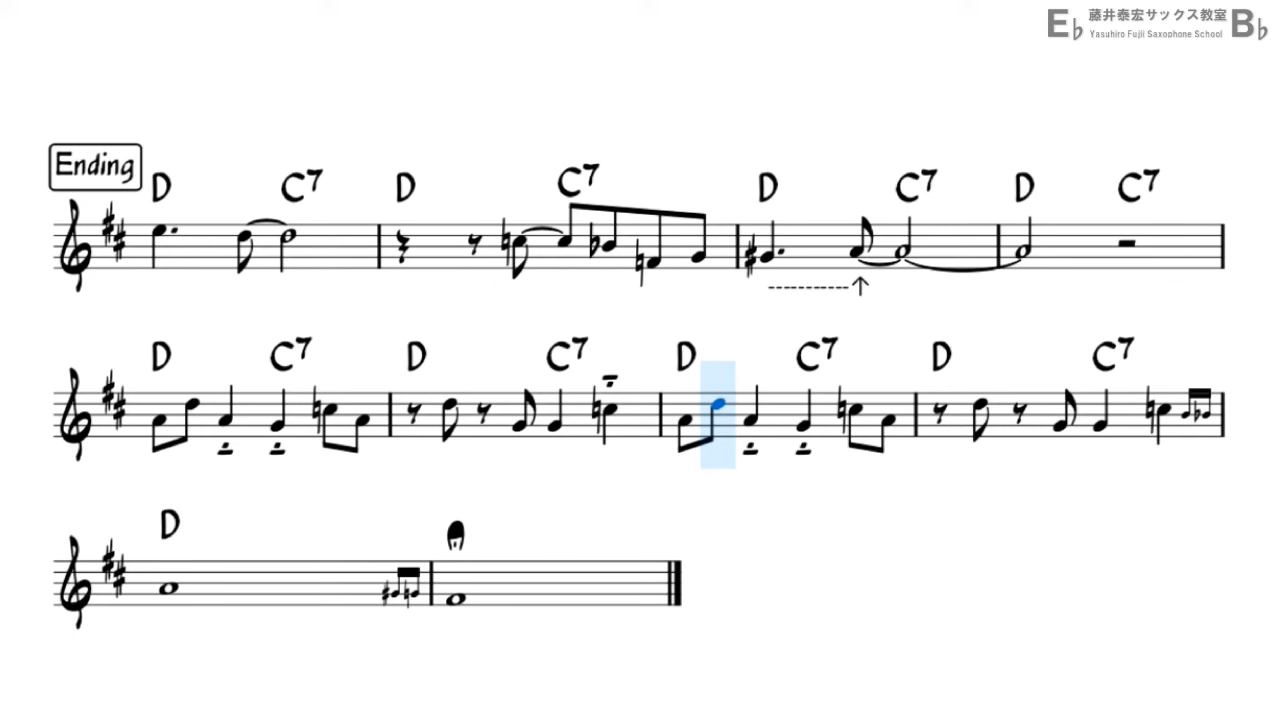 E♭ 藤井泰宏サックス教室 B♭
Yasuhiro Fujii Saxophone School
Ending
D C7 D C7 D C7 D C7
D C7 D C7 D C7 D C7
D